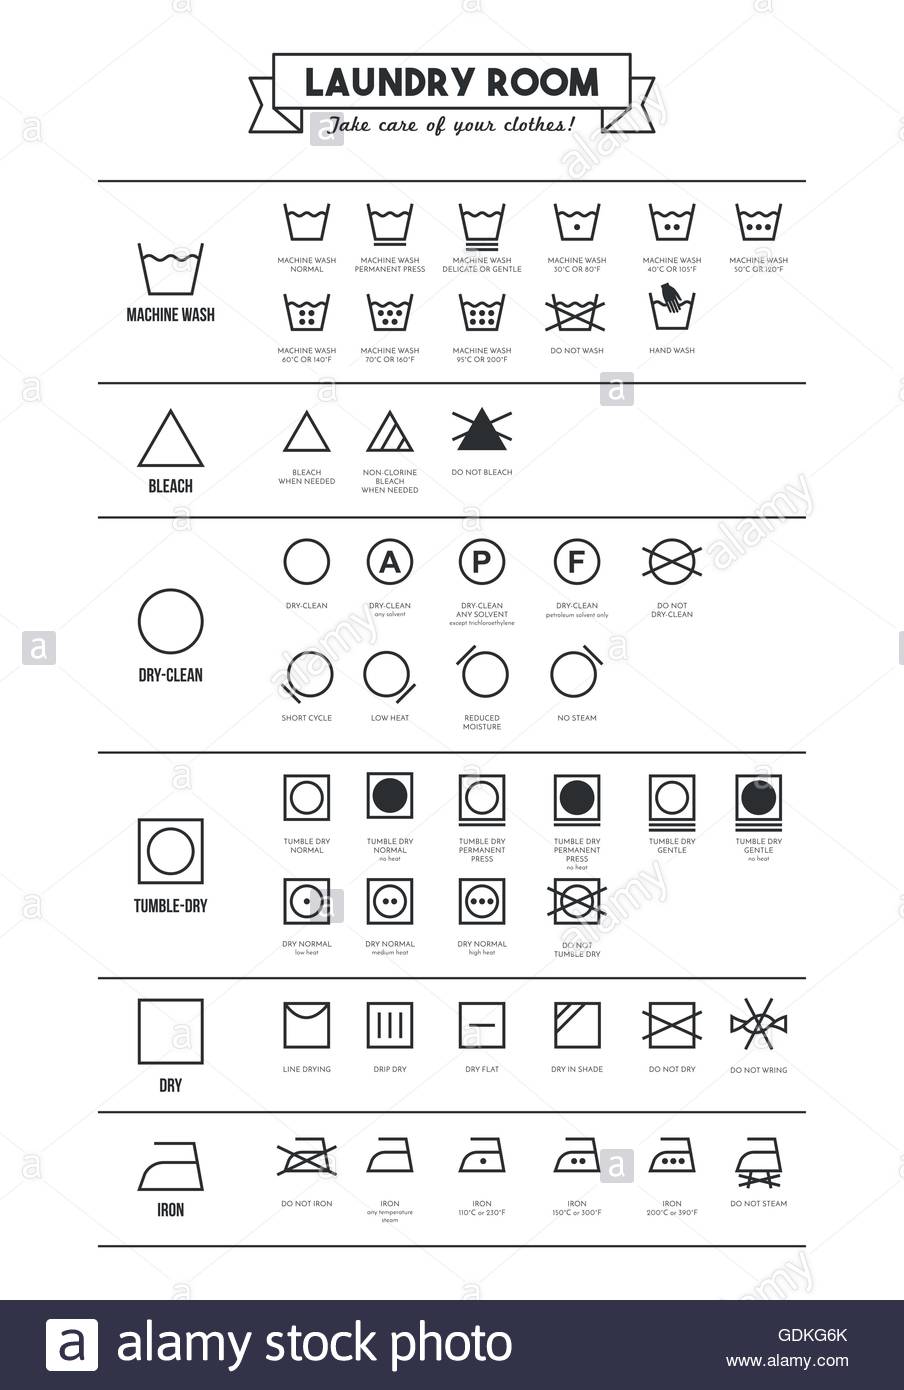 LAUNDRY ROOM
Take care of your clothes!
MACHINE WASH
MACHINE WASH
NORMAL
MACHINE WASH
PERMANENT PRESS
MACHINE WASH
DELICATE OR GENTLE
MACHINE WASH
30°C OR 80°F
MACHINE WASH
40°C OR 105°F
MACHINE WASH
50°C OR 120°F
MACHINE WASH
60°C OR 140°F
MACHINE WASH
70°C OR 160°F
MACHINE WASH
95°C OR 200°F
DO NOT WASH
HAND WASH
BLEACH
BLEACH
WHEN NEEDED
NON-CLORINE
BLEACH
WHEN NEEDED
DO NOT BLEACH
DRY-CLEAN
DRY-CLEAN
A
DRY-CLEAN
any solvent
P
DRY-CLEAN
ANY SOLVENT
except trichloroethylene
F
DRY-CLEAN
petroleum solvent only
DO NOT
DRY-CLEAN
SHORT CYCLE
LOW HEAT
REDUCED
MOISTURE
NO STEAM
TUMBLE-DRY
TUMBLE DRY
NORMAL
TUMBLE DRY
NORMAL
no heat
TUMBLE DRY
PERMANENT
PRESS
TUMBLE DRY
PERMANENT
PRESS
no heat
TUMBLE DRY
GENTLE
TUMBLE DRY
GENTLE
no heat
DRY NORMAL
low heat
DRY NORMAL
medium heat
DRY NORMAL
high heat
DO NOT
TUMBLE DRY
DRY
LINE DRYING
DRIP DRY
DRY FLAT
DRY IN SHADE
DO NOT DRY
DO NOT WRING
IRON
DO NOT IRON
IRON
any temperature
steam
IRON
110°C or 230°F
IRON
150°C or 300°F
IRON
200°C or 390°F
DO NOT STEAM
a alamy stock photo
GDKG6K
www.alamy.com